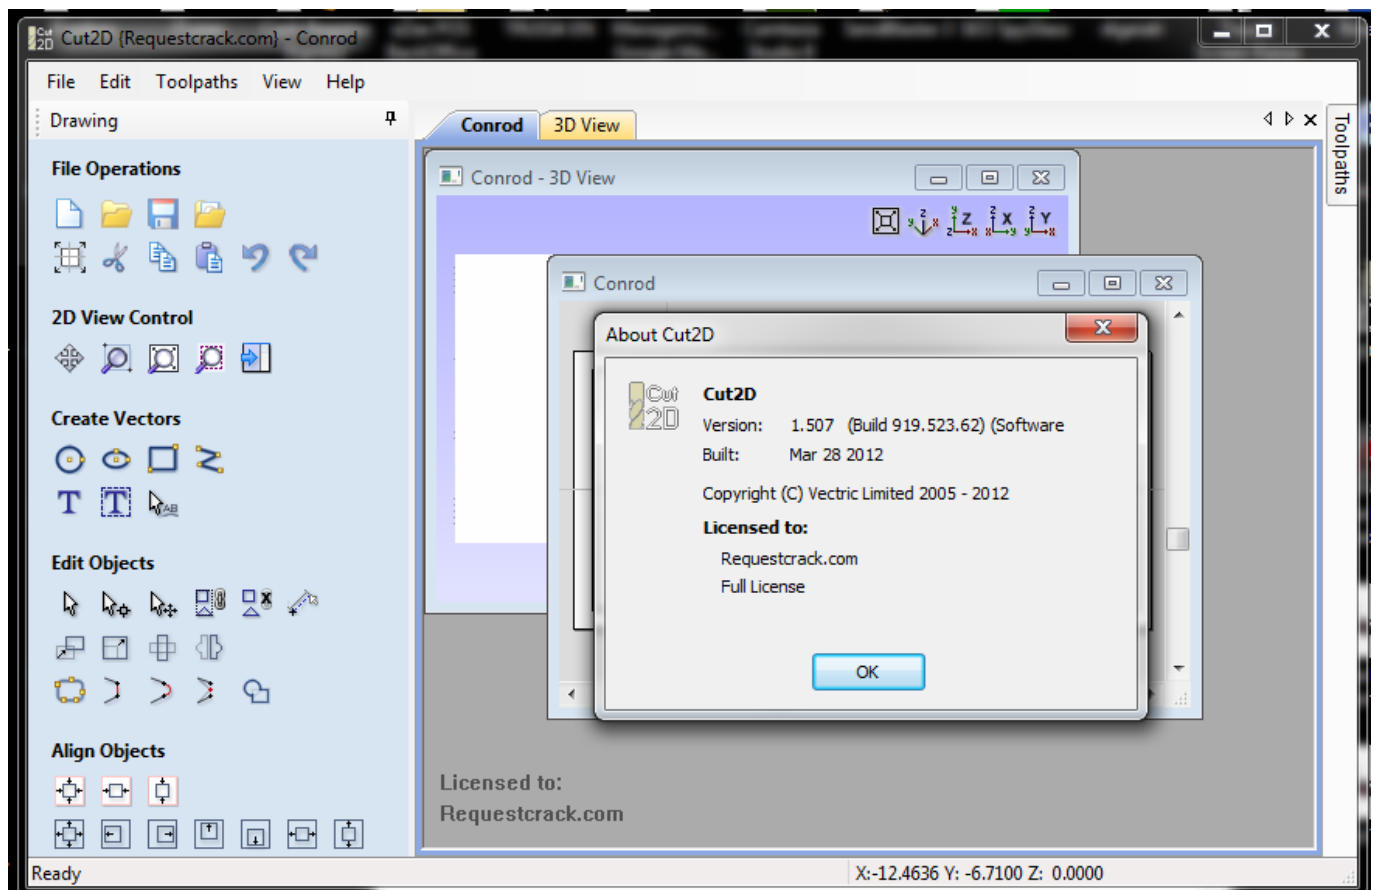 Cut2D {Requestcrack.com} - Conrod
File Edit Toolpaths View Help
Drawing
Conrod 3D View
Toolpaths
File Operations
Conrod - 3D View
2D View Control
Conrod
About Cut2D
Cut 2D
Cut2D
Version: 1.507 (Build 919.523.62) (Software
Built: Mar 28 2012
Copyright (C) Vectric Limited 2005 - 2012
Licensed to:
Requestcrack.com
Full License
OK
Create Vectors
Edit Objects
Align Objects
Licensed to:
Requestcrack.com
Ready X:-12.4636 Y: -6.7100 Z: 0.0000